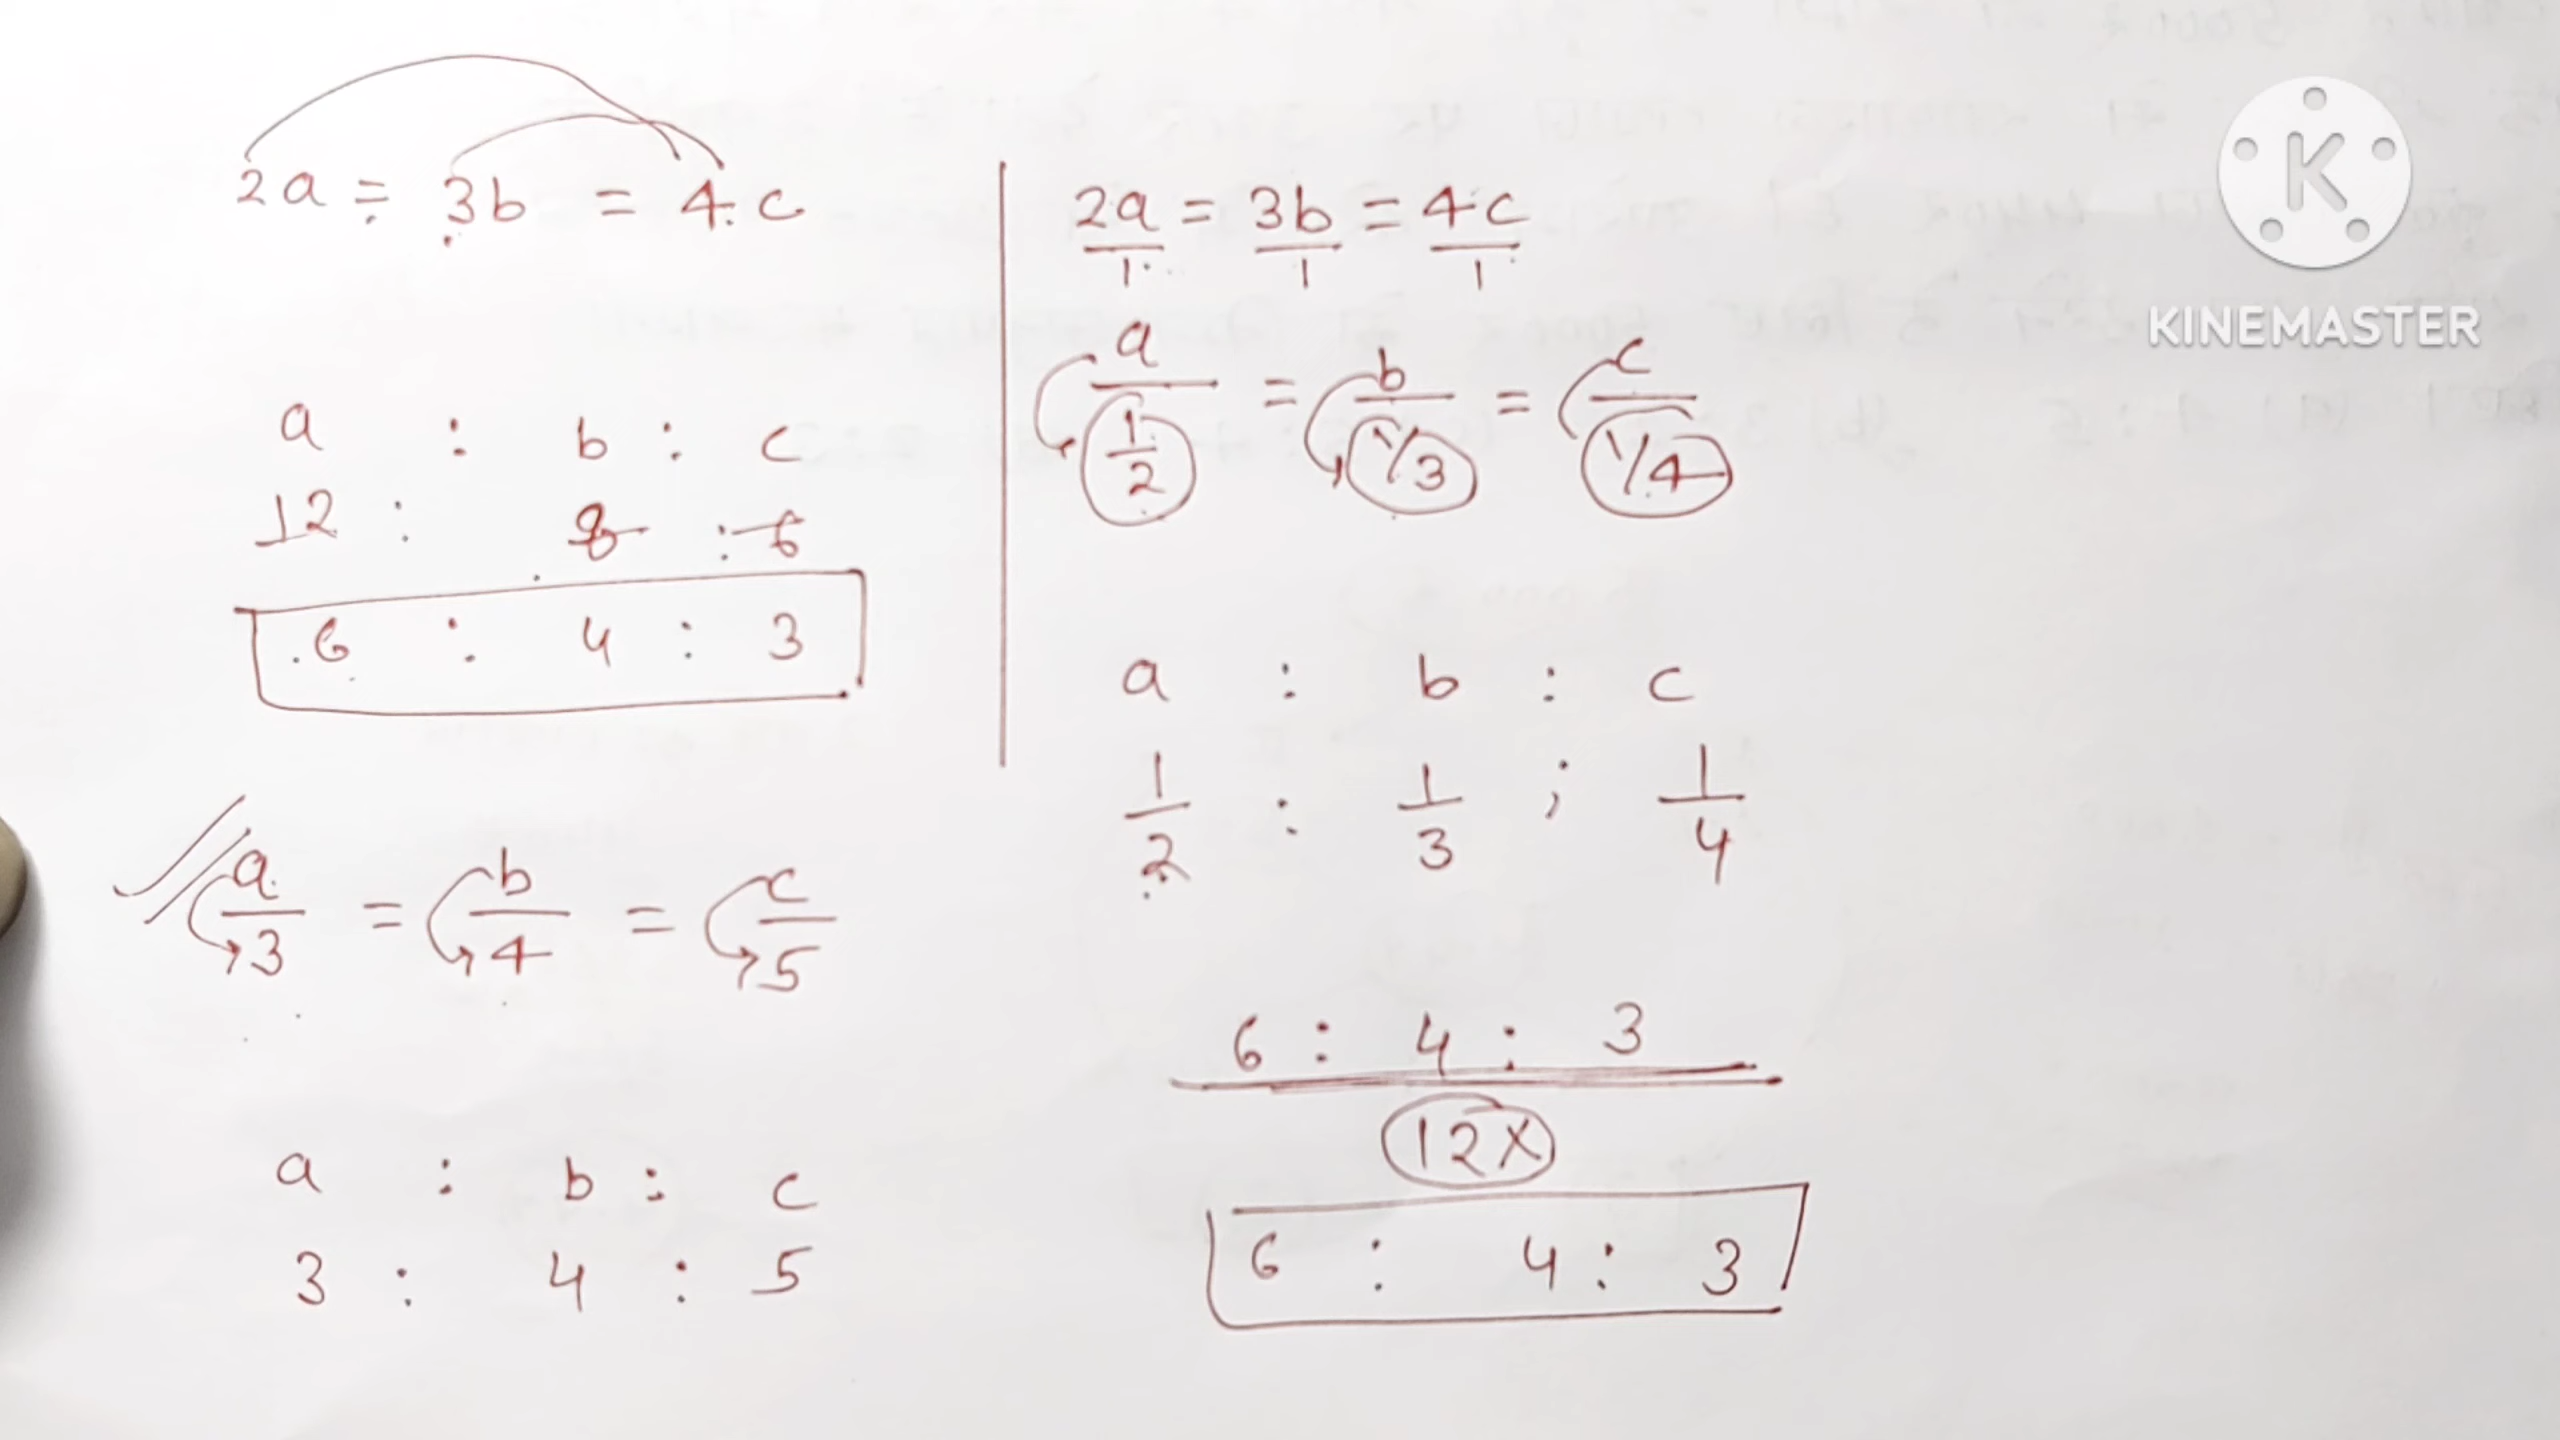 2a = 3b = 4c
a : b : c
12 : 8 : 6
6 : 4 : 3
a/3 = b/4 = c/5
a : b : c
3 : 4 : 5
2a/1 = 3b/1 = 4c/1
a/(1/2) = b/(1/3) = c/(1/4)
a : b : c
1/2 : 1/3 ; 1/4
6 : 4 : 3
12x
6 : 4 : 3
K
KINEMASTER